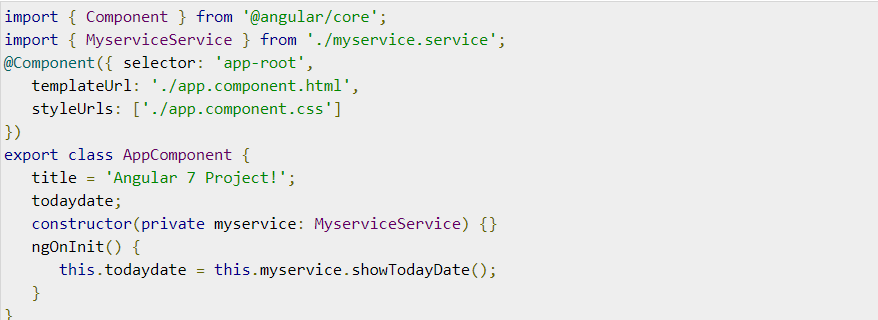 import { Component } from '@angular/core';
import { MyserviceService } from './myservice.service';
@Component({ selector: 'app-root',
   templateUrl: './app.component.html',
   styleUrls: ['./app.component.css']
})
export class AppComponent {
   title = 'Angular 7 Project!';
   todaydate;
   constructor(private myservice: MyserviceService) {}
   ngOnInit() {
      this.todaydate = this.myservice.showTodayDate();
   }
}